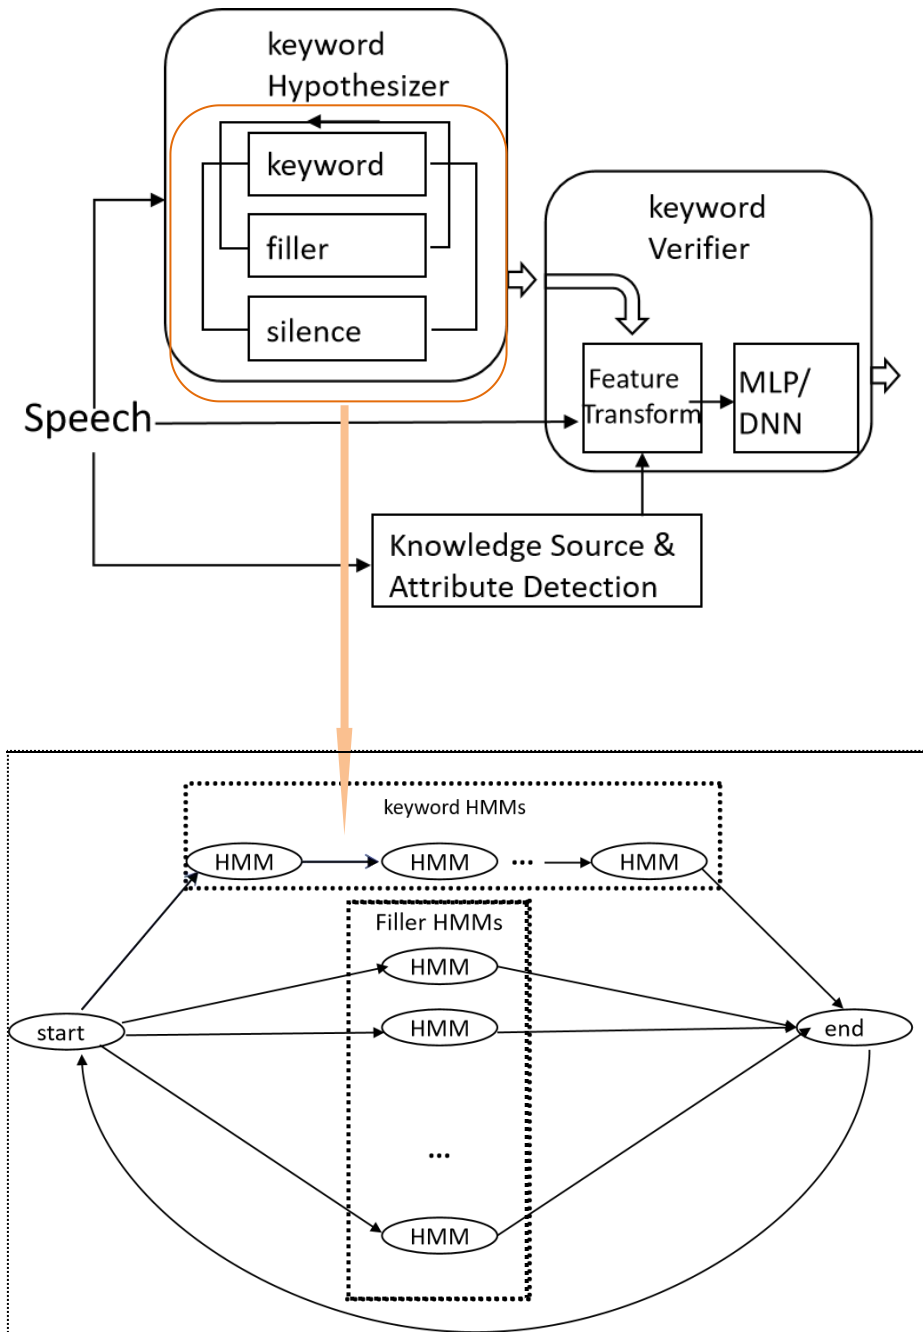 keyword
Hypothesizer
keyword
filler
silence
keyword
Verifier
Feature
Transform
MLP/
DNN
Speech
Knowledge Source &
Attribute Detection
keyword HMMs
HMM
HMM
...
HMM
Filler HMMs
HMM
start
HMM
end
...
HMM